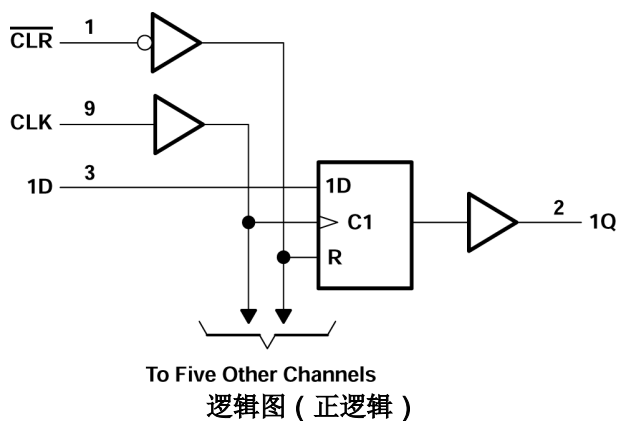 CLR 1
CLK 9
1D 3
1D
C1
R
2 1Q
To Five Other Channels
逻辑图（正逻辑）